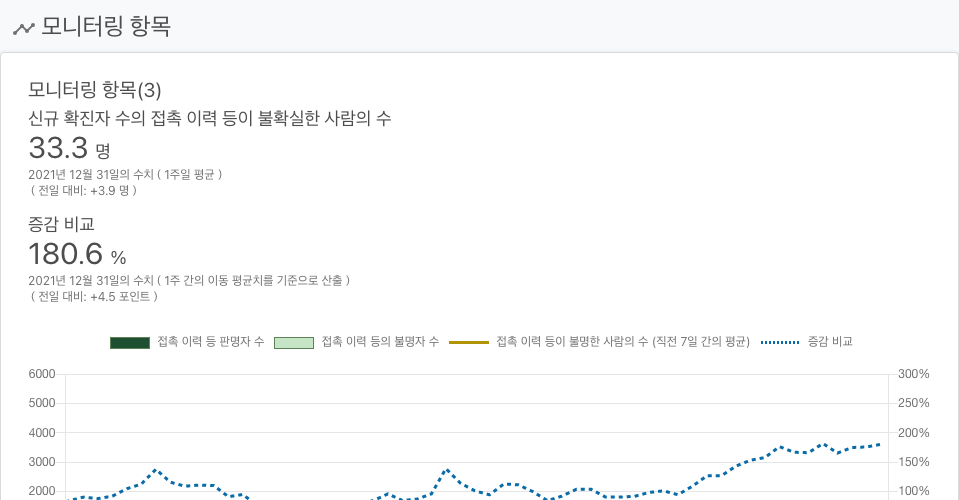 모니터링 항목
모니터링 항목(3)
신규 확진자 수의 접촉 이력 등이 불확실한 사람의 수
33.3 명
2021년 12월 31일의 수치 ( 1주일 평균 )
( 전일 대비: +3.9 명 )
증감 비교
180.6 %
2021년 12월 31일의 수치 ( 1주 간의 이동 평균치를 기준으로 산출 )
( 전일 대비: +4.5 포인트 )
접촉 이력 등 판명자 수 접촉 이력 등의 불명자 수 접촉 이력 등이 불명한 사람의 수 (직전 7일 간의 평균) 증감 비교
6000 300%
5000 250%
4000 200%
3000 150%
2000 100%